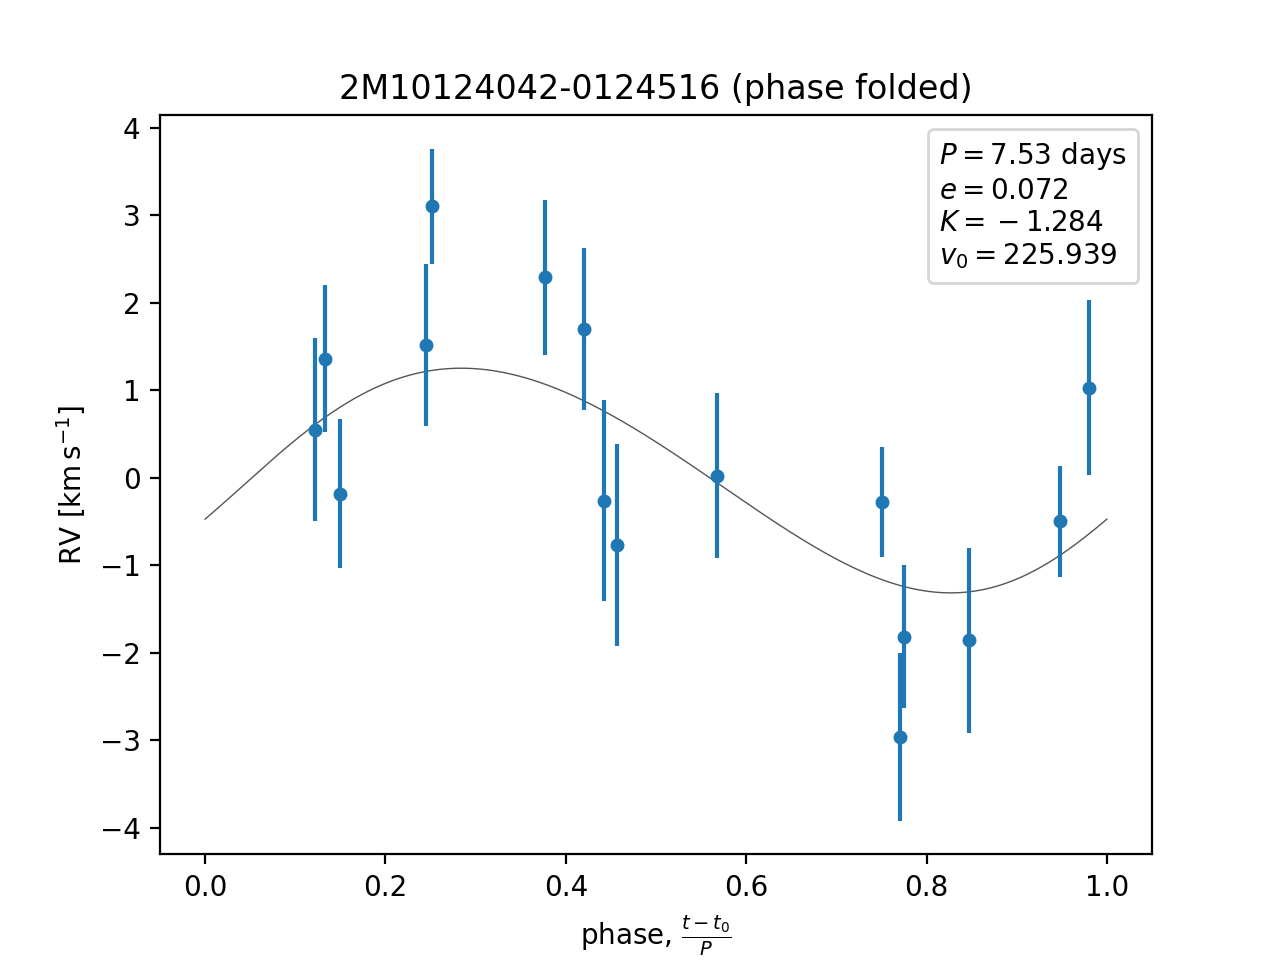 2M10124042-0124516 (phase folded)
P = 7.53 days
e = 0.072
K = −1.284
v₀ = 225.939
RV [km s⁻¹]
4
3
2
1
0
−1
−2
−3
−4
0.0 0.2 0.4 0.6 0.8 1.0
phase, (t − t₀)/P